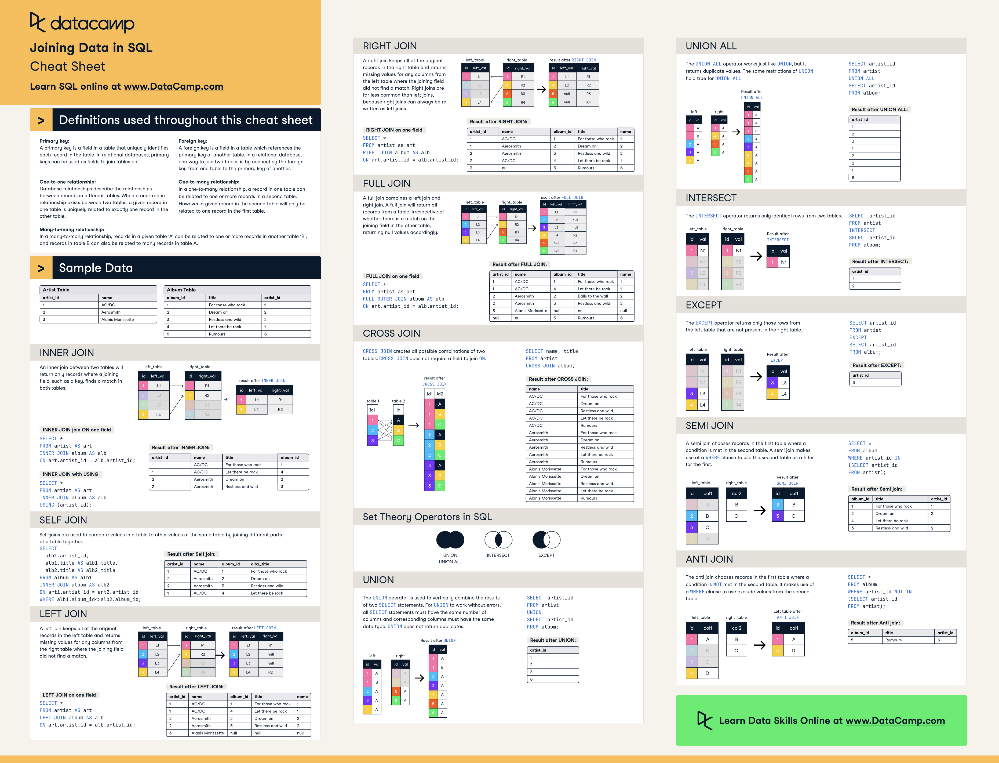 datacamp
Joining Data in SQL
Cheat Sheet
Learn SQL online at www.DataCamp.com
> Definitions used throughout this cheat sheet
Primary key:
A primary key is a field in a table that uniquely identifies
each record in the table. In relational databases, primary
keys can be used as fields to join tables on.
Foreign key:
A foreign key is a field in a table which references the
primary key of another table. In a relational database,
one way to join two tables is by connecting the foreign
key from one table to the primary key of another.
One-to-one relationship:
Database relationships describe the relationships
between records in different tables. When a one-to-one
relationship exists between two tables, a given record in
one table is uniquely related to exactly one record in the
other table.
One-to-many relationship:
In a one-to-many relationship, a record in one table can
be related to one or more records in a second table.
However, a given record in the second table will only be
related to one record in the first table.
Many-to-many relationship:
In a many-to-many relationship, records in a given table ‘A’ can be related to one or more records in another table ‘B’,
and records in table B can also be related to many records in table A.
> Sample Data
Artist Table
artist_id name
1 AC/DC
2 Aerosmith
3 Alanis Morissette
Album Table
album_id title artist_id
1 For those who rock 1
2 Dream on 2
3 Restless and wild 2
4 Let there be rock 1
5 Rumours 6
INNER JOIN
An inner join between two tables will
return only records where a joining
field, such as a key, finds a match in
both tables.
left_table
id left_val
1 L1
2 L2
3 L3
4 L4
right_table
id right_val
1 R1
4 R2
5 R3
6 R4
result after INNER JOIN
id left_val right_val
1 L1 R1
4 L4 R2
INNER JOIN join ON one field
SELECT *
FROM artist AS art
INNER JOIN album AS alb
ON art.artist_id = alb.artist_id;
INNER JOIN with USING
SELECT *
FROM artist AS art
INNER JOIN album AS alb
USING (artist_id);
Result after INNER JOIN:
artist_id name title album_id
1 AC/DC For those who rock 1
1 AC/DC Let there be rock 4
2 Aerosmith Dream on 2
2 Aerosmith Restless and wild 3
SELF JOIN
Self-joins are used to compare values in a table to other values of the same table by joining different parts
of a table together.
SELECT
alb1.artist_id,
alb1.title AS alb1_title,
alb2.title AS alb2_title
FROM album AS alb1
INNER JOIN album AS alb2
ON art1.artist_id = art2.artist_id
WHERE alb1.album_id<>alb2.album_id;
Result after Self join:
artist_id name album_id alb2_title
1 AC/DC 1 For those who rock
2 Aerosmith 2 Dream on
2 Aerosmith 3 Restless and wild
1 AC/DC 4 Let there be rock
LEFT JOIN
A left join keeps all of the original
records in the left table and returns
missing values for any columns from
the right table where the joining field
did not find a match.
left_table
id left_val
1 L1
2 L2
3 L3
4 L4
right_table
id right_val
1 R1
4 R2
5 R3
6 R4
result after LEFT JOIN
id left_val right_val
1 L1 R1
2 L2 null
3 L3 null
4 L4 R2
LEFT JOIN on one field
SELECT *
FROM artist AS art
LEFT JOIN album AS alb
ON art.artist_id = alb.artist_id;
Result after LEFT JOIN:
artist_id name album_id title name
1 AC/DC 1 For those who rock 1
1 AC/DC 4 Let there be rock 1
2 Aerosmith 2 Dream on 2
2 Aerosmith 3 Restless and wild 2
3 Alanis Morissette null null null
RIGHT JOIN
A right join keeps all of the original
records in the right table and returns
missing values for any columns from
the left table where the joining field
did not find a match. Right joins are
far less common than left joins,
because right joins can always be re-
written as left joins.
left_table
id left_val
1 L1
2 L2
3 L3
4 L4
right_table
id right_val
1 R1
4 R2
5 R3
6 R4
result after RIGHT JOIN
id left_val right_val
1 L1 R1
4 L2 R2
5 null R3
6 null R4
RIGHT JOIN on one field
SELECT *
FROM artist as art
RIGHT JOIN album AS alb
ON art.artist_id = alb.artist_id;
Result after RIGHT JOIN:
artist_id name album_id title name
1 AC/DC 1 For those who rock 1
1 Aerosmith 2 Dream on 2
2 Aerosmith 3 Restless and wild 2
2 AC/DC 4 Let there be rock 1
3 null 5 Rumours 6
FULL JOIN
A full join combines a left join and
right join. A full join will return all
records from a table, irrespective of
whether there is a match on the
joining field in the other table,
returning null values accordingly.
left_table
id left_val
1 L1
2 L2
3 L3
4 L4
right_table
id right_val
1 R1
4 R2
5 R3
6 R4
result after FULL JOIN
id left_val right_val
1 L1 R1
2 L2 null
3 L3 null
4 L4 R2
5 null R3
6 null R4
FULL JOIN on one field
SELECT *
FROM artist as art
FULL OUTER JOIN album AS alb
ON art.artist_id = alb.artist_id;
Result after FULL JOIN:
artist_id name album_id title name
1 AC/DC 1 For those who rock 1
1 AC/DC 4 Let there be rock 1
2 Aerosmith 2 Balls to the wall 2
2 Aerosmith 3 Restless and wild 2
3 Alanis Morissette null null null
null null 5 Rumours 6
CROSS JOIN
CROSS JOIN creates all possible combinations of two
tables. CROSS JOIN does not require a field to join ON.
SELECT name, title
FROM artist
CROSS JOIN album;
table 1
id1
1
2
3
table 2
id
A
B
C
result after
CROSS JOIN
id1 id2
1 A
1 B
1 C
2 A
2 B
2 C
3 A
3 B
3 C
Result after CROSS JOIN:
name title
AC/DC For those who rock
AC/DC Dream on
AC/DC Restless and wild
AC/DC Let there be rock
AC/DC Rumours
Aerosmith For those who rock
Aerosmith Dream on
Aerosmith Restless and wild
Aerosmith Let there be rock
Aerosmith Rumours
Alanis Morissette For those who rock
Alanis Morissette Dream on
Alanis Morissette Restless and wild
Alanis Morissette Let there be rock
Alanis Morissette Rumours
Set Theory Operators in SQL
UNION
UNION ALL
INTERSECT
EXCEPT
UNION
The UNION operator is used to vertically combine the results
of two SELECT statements. For UNION to work without errors,
all SELECT statements must have the same number of
columns and corresponding columns must have the same
data type. UNION does not return duplicates.
SELECT artist_id
FROM artist
UNION
SELECT artist_id
FROM album;
left
id val
1 A
1 B
2 A
3 A
4 A
right
id val
1 A
4 A
5 A
6 A
Result after UNION
id val
1 A
1 B
2 A
3 A
4 A
5 A
6 A
Result after UNION:
artist_id
1
2
3
6
UNION ALL
The UNION ALL operator works just like UNION, but it
returns duplicate values. The same restrictions of UNION
hold true for UNION ALL
SELECT artist_id
FROM artist
UNION ALL
SELECT artist_id
FROM album;
left
id val
1 A
1 B
2 A
3 A
4 A
right
id val
1 A
4 A
5 A
6 A
Result after
UNION ALL
id val
1 A
1 A
1 B
2 A
3 A
4 A
4 A
5 A
6 A
Result after UNION ALL:
artist_id
1
2
3
1
2
2
1
6
INTERSECT
The INTERSECT operator returns only identical rows from two tables.
SELECT artist_id
FROM artist
INTERSECT
SELECT artist_id
FROM album;
left_table
id val
1 N1
1 N1
3 L3
4 L4
right_table
id val
1 N1
4 R2
5 R3
6 R4
Result after
INTERSECT
id val
1 N1
Result after INTERSECT:
artist_id
1
2
EXCEPT
The EXCEPT operator returns only those rows from
the left table that are not present in the right table.
SELECT artist_id
FROM artist
EXCEPT
SELECT artist_id
FROM album;
left_table
id val
1 N1
1 N1
3 L3
4 L4
right_table
id val
1 N1
4 R2
5 R3
6 R4
Result after
EXCEPT
id val
3 L3
4 L4
Result after EXCEPT:
artist_id
3
SEMI JOIN
A semi join chooses records in the first table where a
condition is met in the second table. A semi join makes
use of a WHERE clause to use the second table as a filter
for the first.
SELECT *
FROM album
WHERE artist_id IN
(SELECT artist_id
FROM artist);
left_table
id col1
1 A
2 B
3 C
4 D
right_table
col2
B
C
Result after
SEMI JOIN
id col1
2 B
3 C
Result after Semi join:
album_id title artist_id
1 For those who rock 1
2 Dream on 2
4 Let there be rock 1
3 Restless and wild 2
ANTI JOIN
The anti join chooses records in the first table where a
condition is NOT met in the second table. It makes use of
a WHERE clause to use exclude values from the second
table.
SELECT *
FROM album
WHERE artist_id NOT IN
(SELECT artist_id
FROM artist);
left_table
id col1
1 A
2 B
3 C
4 D
right_table
col2
B
C
Left table after
ANTI JOIN
id col1
1 A
4 D
Result after Anti join:
album_id title artist_id
5 Rumours 6
Learn Data Skills Online at www.DataCamp.com